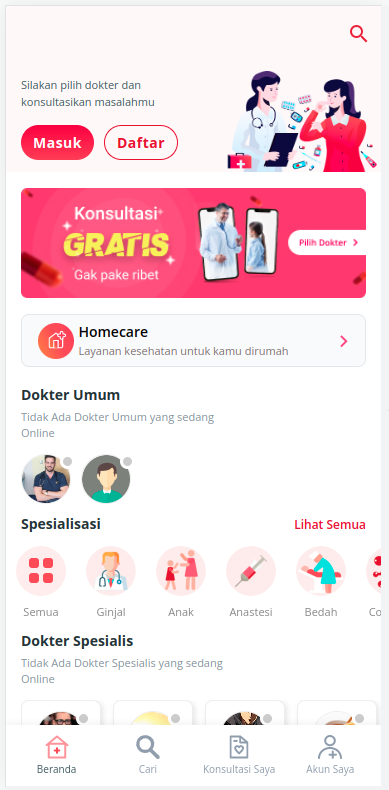 Silakan pilih dokter dan
konsultasikan masalahmu
Masuk
Daftar
Konsultasi
GRATIS
Gak pake ribet
Pilih Dokter
Homecare
Layanan kesehatan untuk kamu dirumah
Dokter Umum
Tidak Ada Dokter Umum yang sedang
Online
Spesialisasi
Lihat Semua
Semua
Ginjal
Anak
Anastesi
Bedah
Co
Dokter Spesialis
Tidak Ada Dokter Spesialis yang sedang
Online
Beranda
Cari
Konsultasi Saya
Akun Saya